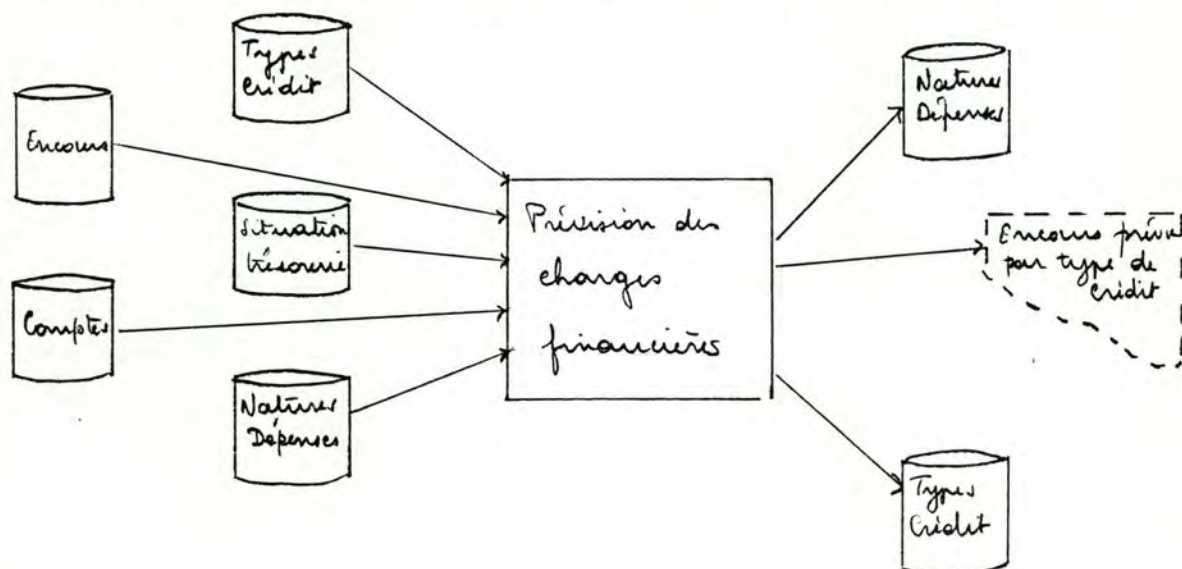 Types
Crédit
Encours
Situation
trésorerie
Comptes
Natures
Dépenses
Prévision des
charges
financières
Natures
Dépenses
Encours prévu
par type de
Crédit
Types
Crédit